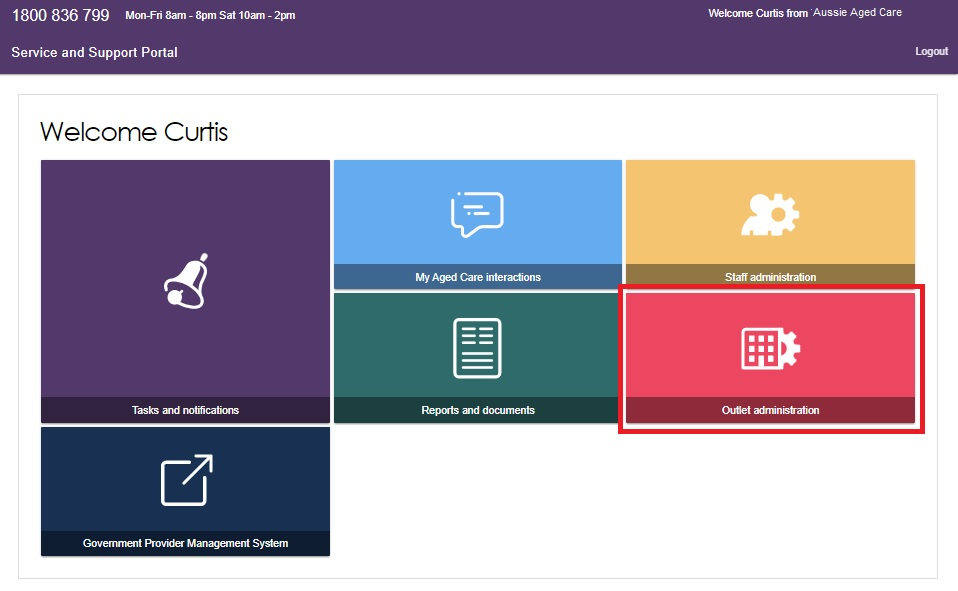 1800 836 799 Mon-Fri 8am - 8pm Sat 10am - 2pm
Welcome Curtis from Aussie Aged Care
Service and Support Portal
Logout
Welcome Curtis
My Aged Care interactions
Staff administration
Tasks and notifications
Reports and documents
Outlet administration
Government Provider Management System